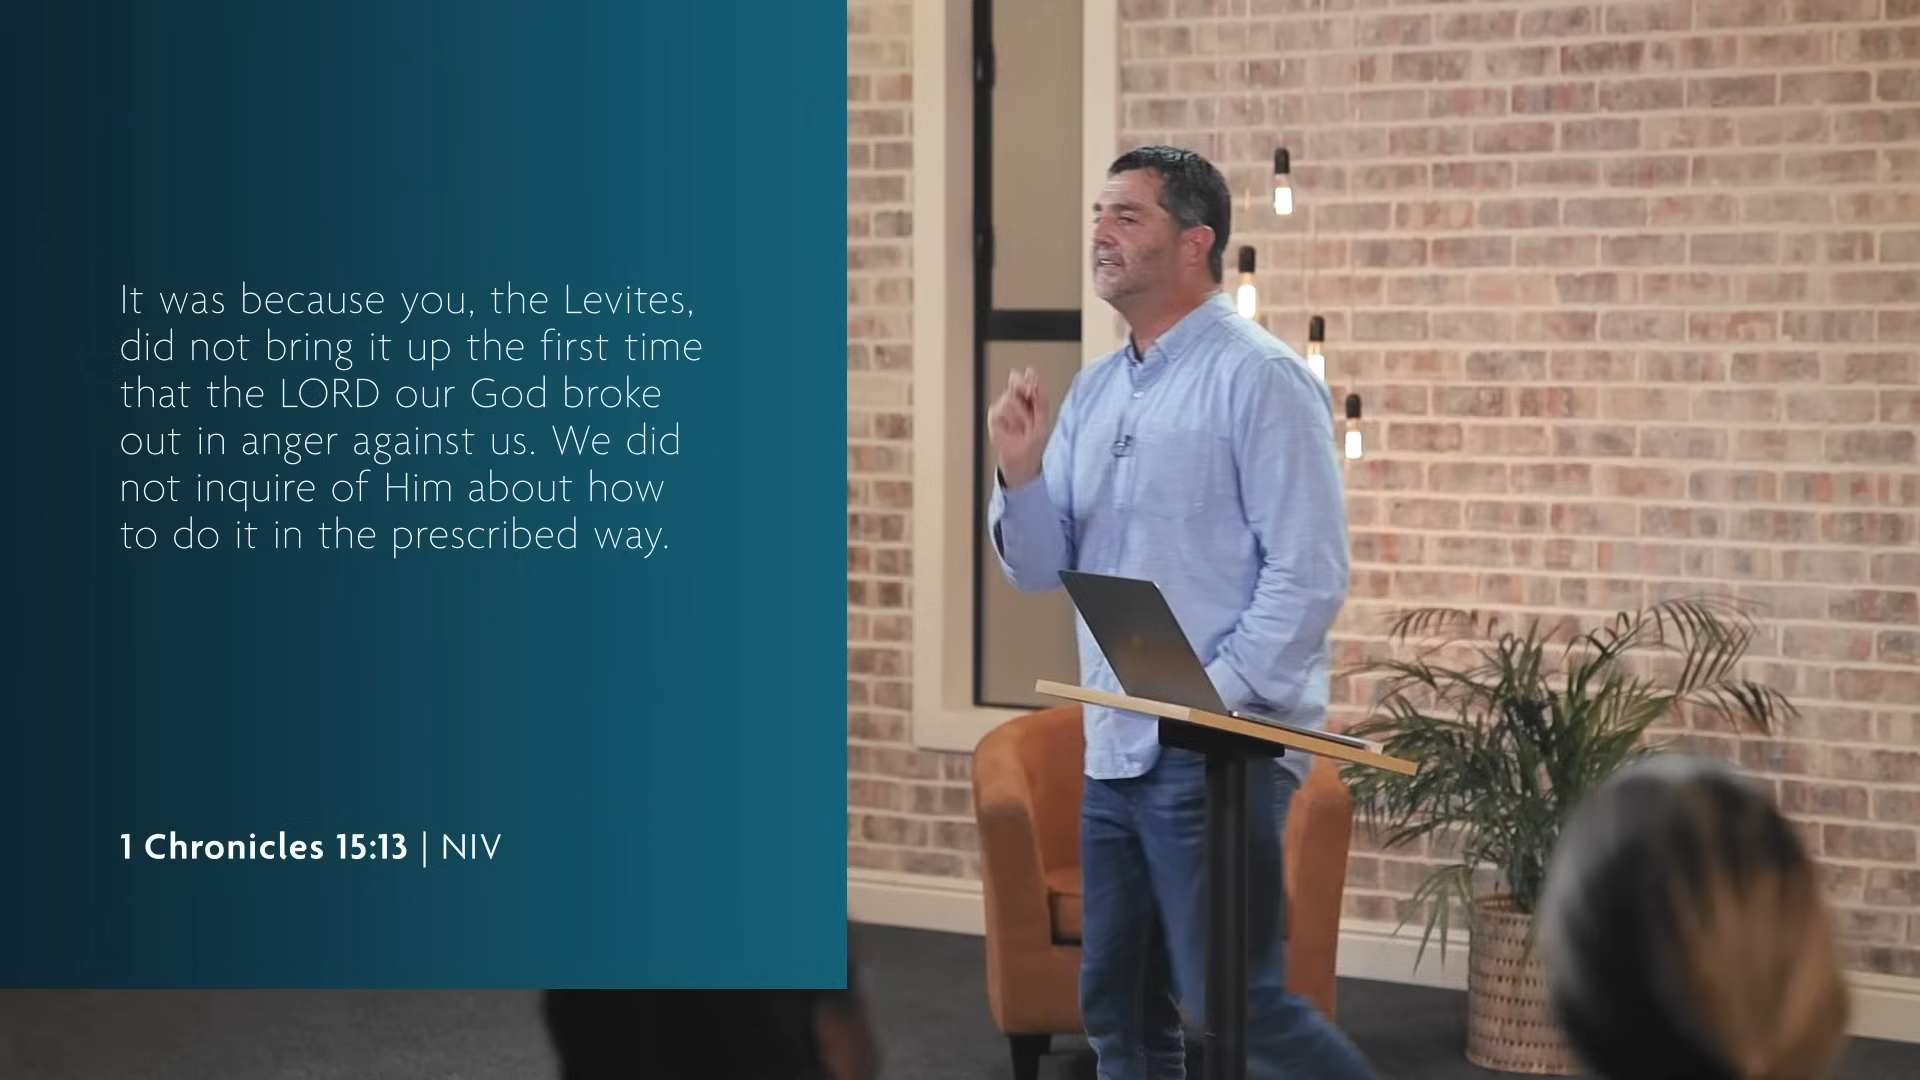 It was because you, the Levites,
did not bring it up the first time
that the LORD our God broke
out in anger against us. We did
not inquire of Him about how
to do it in the prescribed way.
1 Chronicles 15:13 | NIV